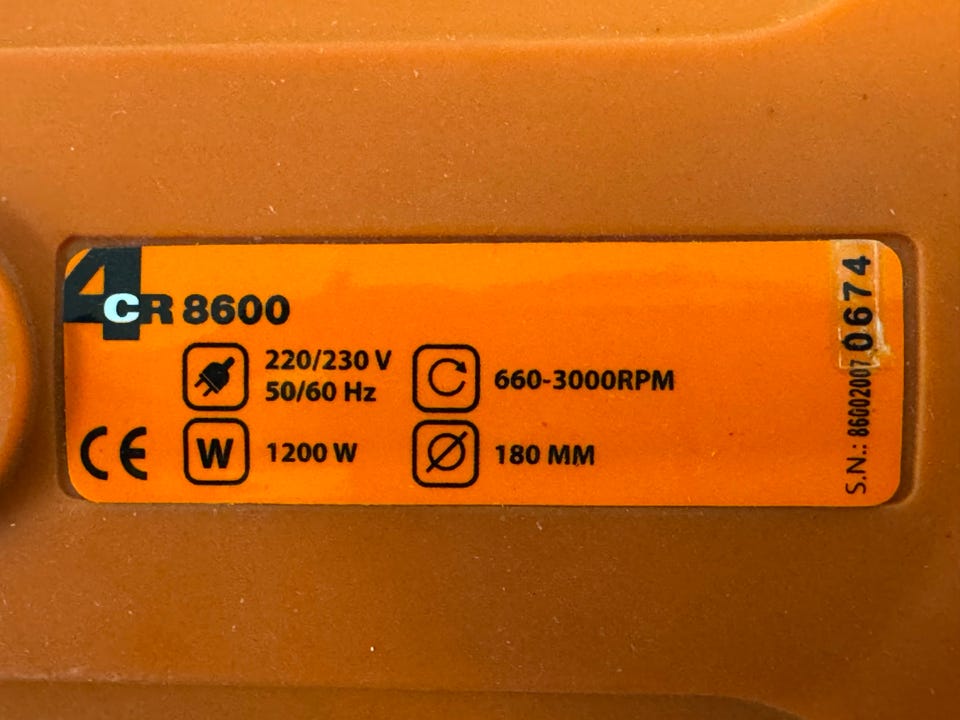 4CR 8600
220/230 V
50/60 Hz
660-3000RPM
CE
W
1200 W
180 MM
S.N.: 86002007 0674